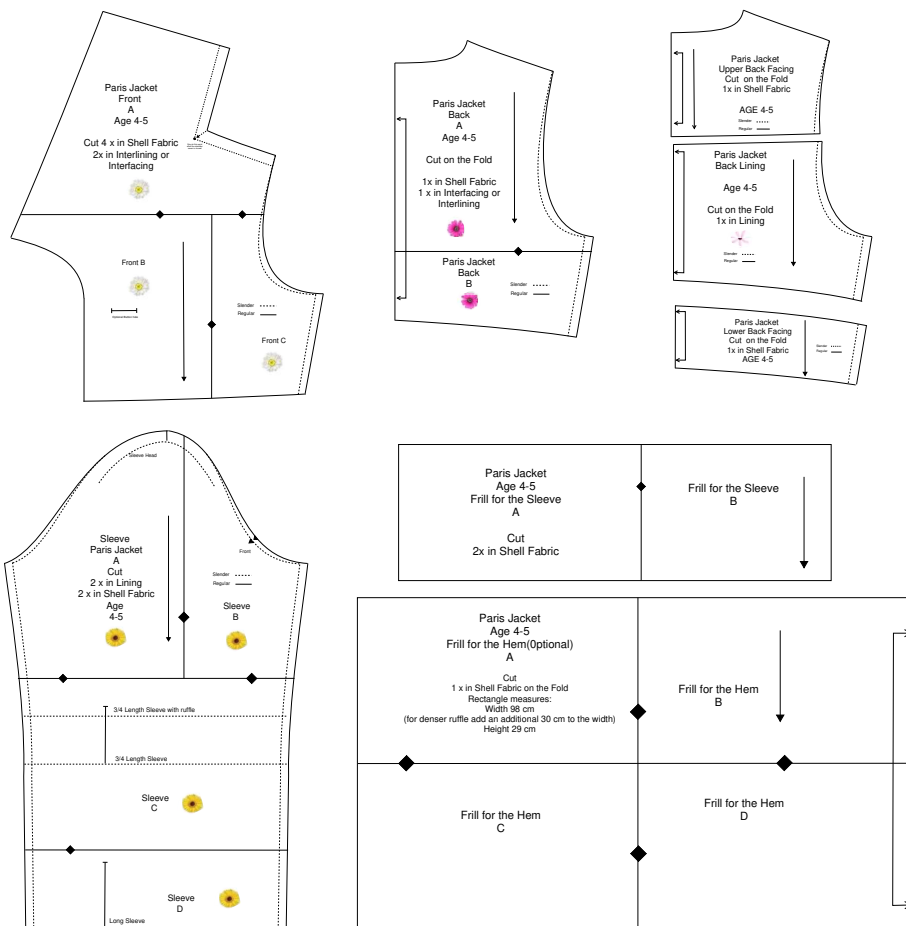 Paris Jacket
Front
A
Age 4-5
Cut 4 x in Shell Fabric
2x in Interlining or
Interfacing
Front B
Slender
Regular
Front C
Paris Jacket
Back
A
Age 4-5
Cut on the Fold
1x in Shell Fabric
1 x in Interfacing or
Interlining
Paris Jacket
Back
B
Slender
Regular
Paris Jacket
Upper Back Facing
Cut on the Fold
1x in Shell Fabric
AGE 4-5
Slender
Regular
Paris Jacket
Back Lining
Age 4-5
Cut on the Fold
1x in Lining
Slender
Regular
Paris Jacket
Lower Back Facing
Cut on the Fold
1x in Shell Fabric
AGE 4-5
Slender
Regular
Sleeve Head
Sleeve
Paris Jacket
A
Cut
2 x in Lining
2 x in Shell Fabric
Age
4-5
Front
Slender
Regular
Sleeve
B
3/4 Length Sleeve with ruffle
3/4 Length Sleeve
Sleeve
C
Sleeve
D
Long Sleeve
Paris Jacket
Age 4-5
Frill for the Sleeve
A
Cut
2x in Shell Fabric
Frill for the Sleeve
B
Paris Jacket
Age 4-5
Frill for the Hem(0ptional)
A
Cut
1 x in Shell Fabric on the Fold
Rectangle measures:
Width 98 cm
(for denser ruffle add an additional 30 cm to the width)
Height 29 cm
Frill for the Hem
B
Frill for the Hem
C
Frill for the Hem
D